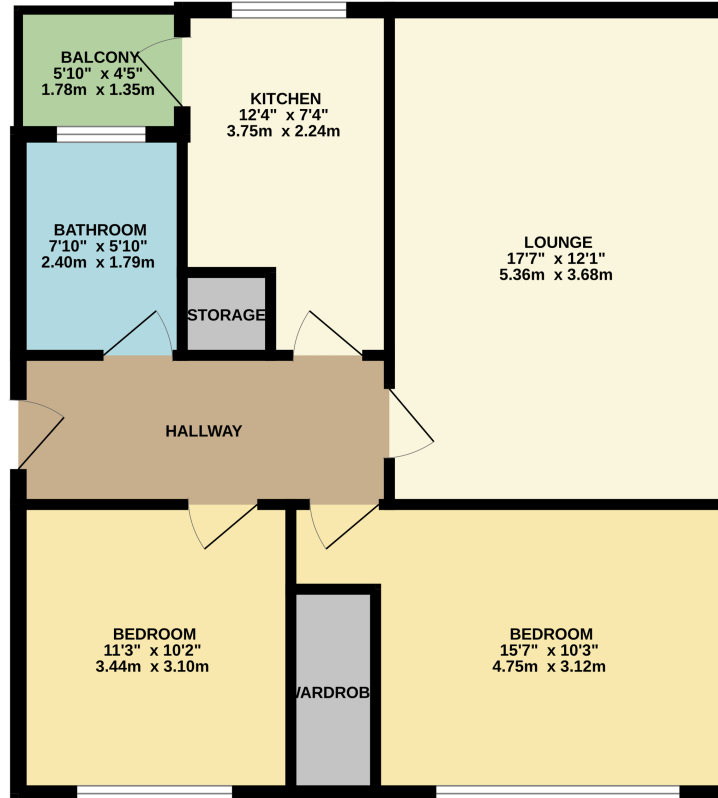 BALCONY
5'10" x 4'5"
1.78m x 1.35m
KITCHEN
12'4" x 7'4"
3.75m x 2.24m
BATHROOM
7'10" x 5'10"
2.40m x 1.79m
LOUNGE
17'7" x 12'1"
5.36m x 3.68m
STORAGE
HALLWAY
BEDROOM
11'3" x 10'2"
3.44m x 3.10m
BEDROOM
15'7" x 10'3"
4.75m x 3.12m
WARDROB